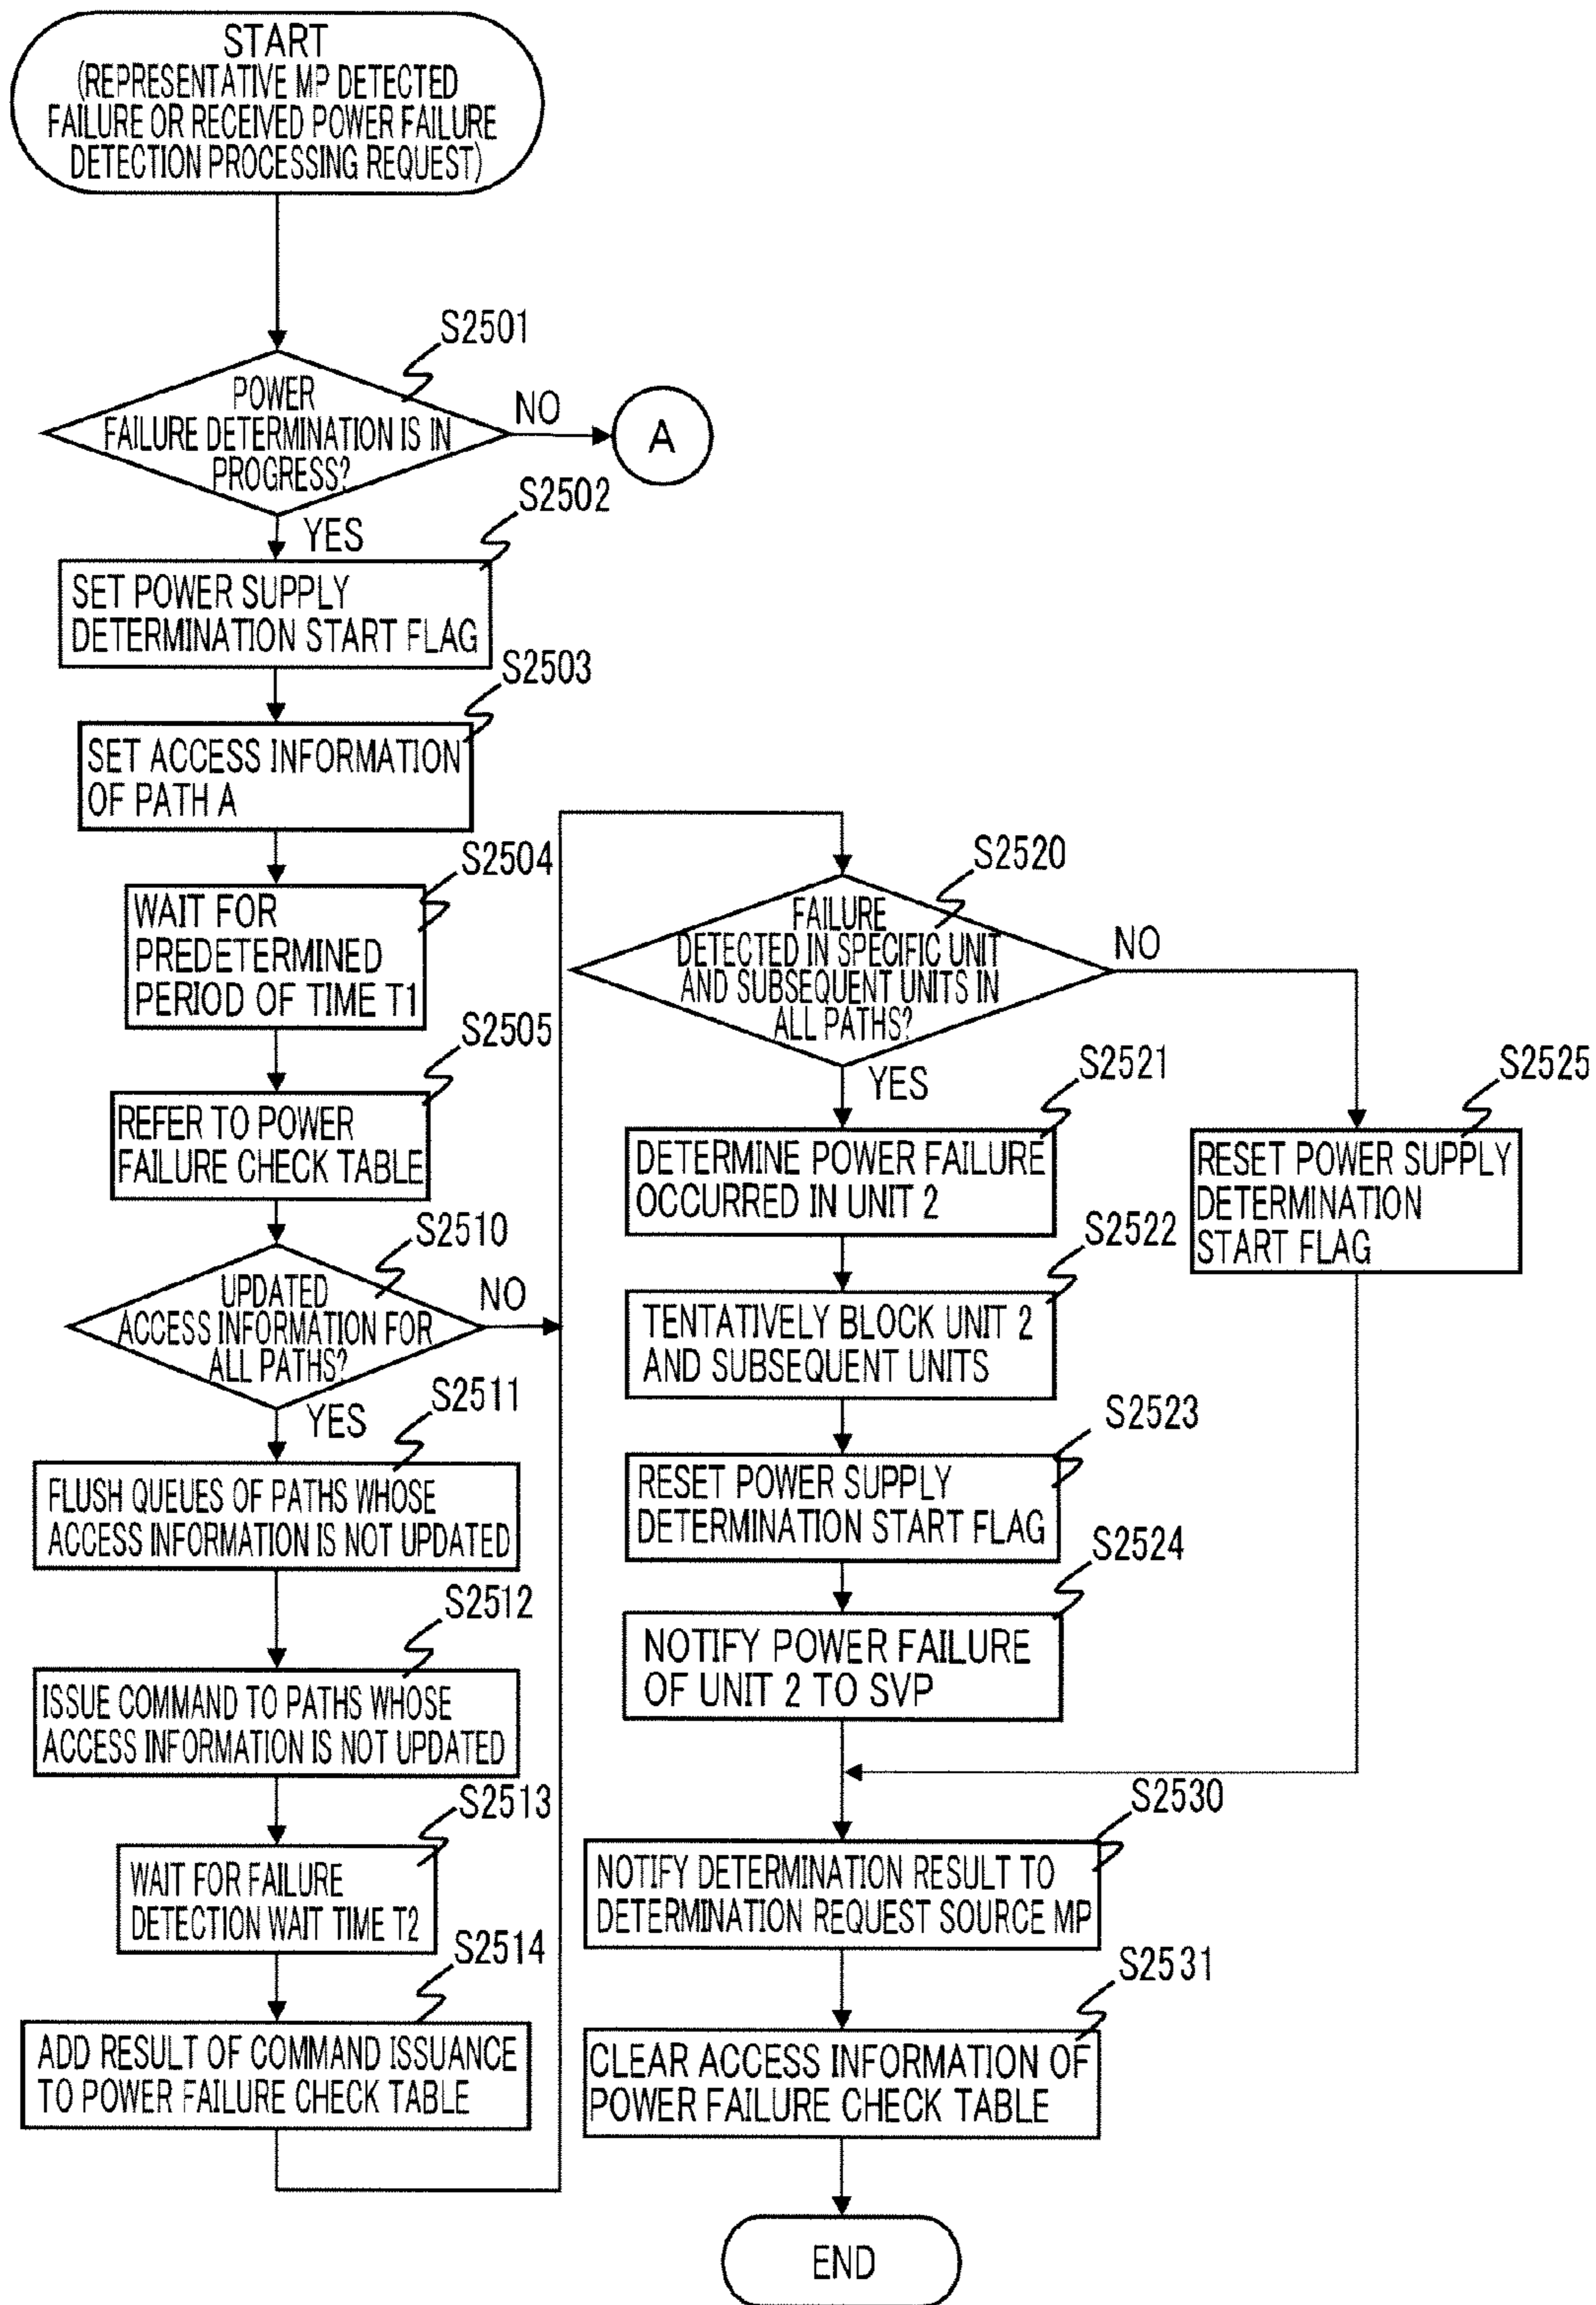 START
(REPRESENTATIVE MP DETECTED
FAILURE OR RECEIVED POWER FAILURE
DETECTION PROCESSING REQUEST)
S2501
POWER
FAILURE DETERMINATION IS IN
PROGRESS?
NO
A
YES
S2502
SET POWER SUPPLY
DETERMINATION START FLAG
S2503
SET ACCESS INFORMATION
OF PATH A
S2504
WAIT FOR
PREDETERMINED
PERIOD OF TIME T1
S2505
REFER TO POWER
FAILURE CHECK TABLE
S2510
UPDATED
ACCESS INFORMATION FOR
ALL PATHS?
NO
YES
S2511
FLUSH QUEUES OF PATHS WHOSE
ACCESS INFORMATION IS NOT UPDATED
S2512
ISSUE COMMAND TO PATHS WHOSE
ACCESS INFORMATION IS NOT UPDATED
S2513
WAIT FOR FAILURE
DETECTION WAIT TIME T2
S2514
ADD RESULT OF COMMAND ISSUANCE
TO POWER FAILURE CHECK TABLE
S2520
FAILURE
DETECTED IN SPECIFIC UNIT
AND SUBSEQUENT UNITS IN
ALL PATHS?
NO
YES
S2521
DETERMINE POWER FAILURE
OCCURRED IN UNIT 2
S2522
TENTATIVELY BLOCK UNIT 2
AND SUBSEQUENT UNITS
S2523
RESET POWER SUPPLY
DETERMINATION START FLAG
S2524
NOTIFY POWER FAILURE
OF UNIT 2 TO SVP
S2525
RESET POWER SUPPLY
DETERMINATION
START FLAG
S2530
NOTIFY DETERMINATION RESULT TO
DETERMINATION REQUEST SOURCE MP
S2531
CLEAR ACCESS INFORMATION OF
POWER FAILURE CHECK TABLE
END